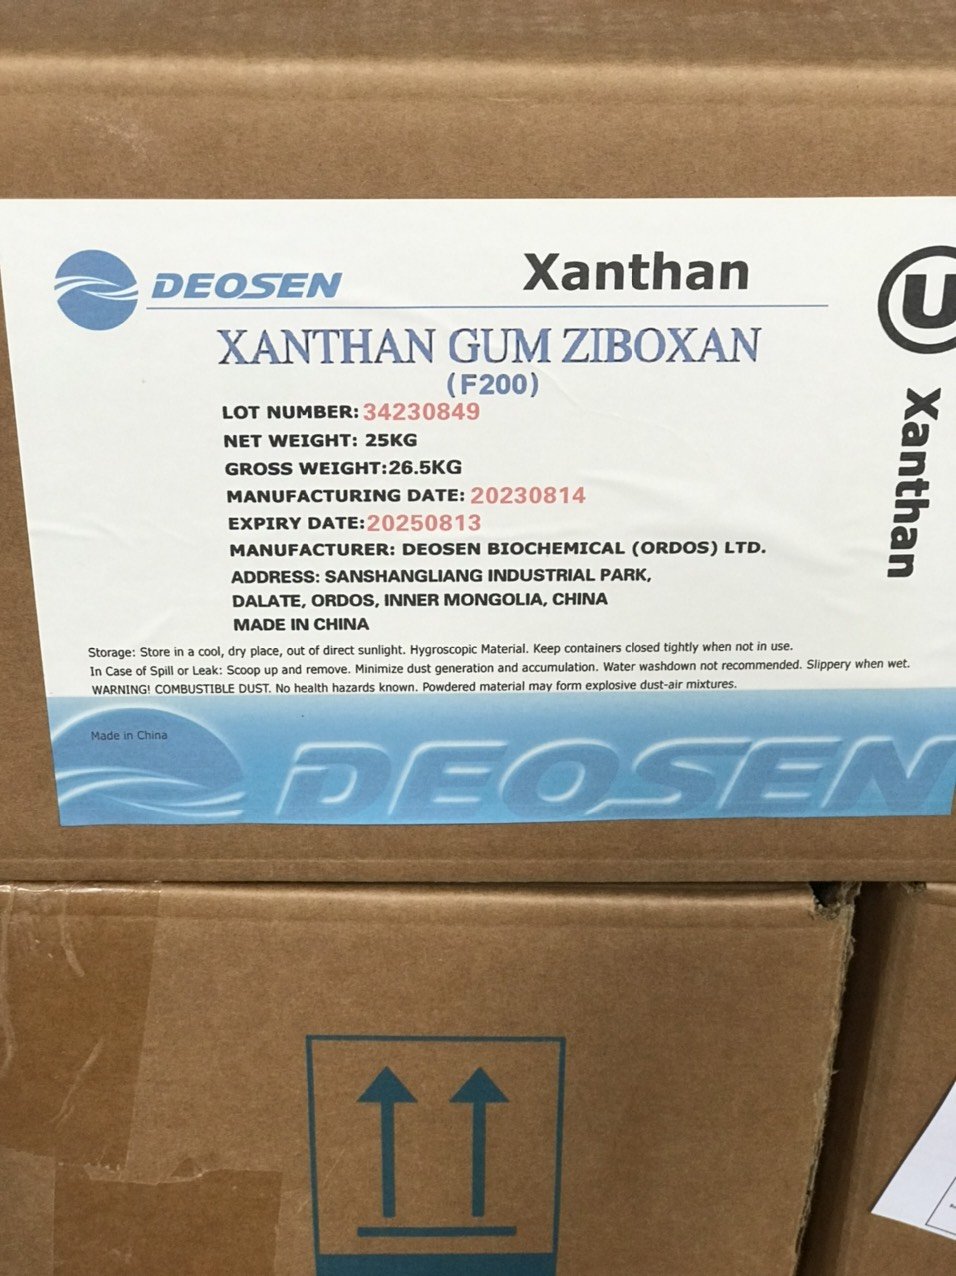 DEOSEN
Xanthan
U
XANTHAN GUM ZIBOXAN
(F200)
LOT NUMBER: 34230849
NET WEIGHT: 25KG
GROSS WEIGHT:26.5KG
MANUFACTURING DATE: 20230814
EXPIRY DATE:20250813
MANUFACTURER: DEOSEN BIOCHEMICAL (ORDOS) LTD.
ADDRESS: SANSHANGLIANG INDUSTRIAL PARK,
DALATE, ORDOS, INNER MONGOLIA, CHINA
MADE IN CHINA
Xanthan
Storage: Store in a cool, dry place, out of direct sunlight. Hygroscopic Material. Keep containers closed tightly when not in use.
In Case of Spill or Leak: Scoop up and remove. Minimize dust generation and accumulation. Water washdown not recommended. Slippery when wet.
WARNING! COMBUSTIBLE DUST. No health hazards known. Powdered material may form explosive dust-air mixtures.
Made in China
DEOSEN